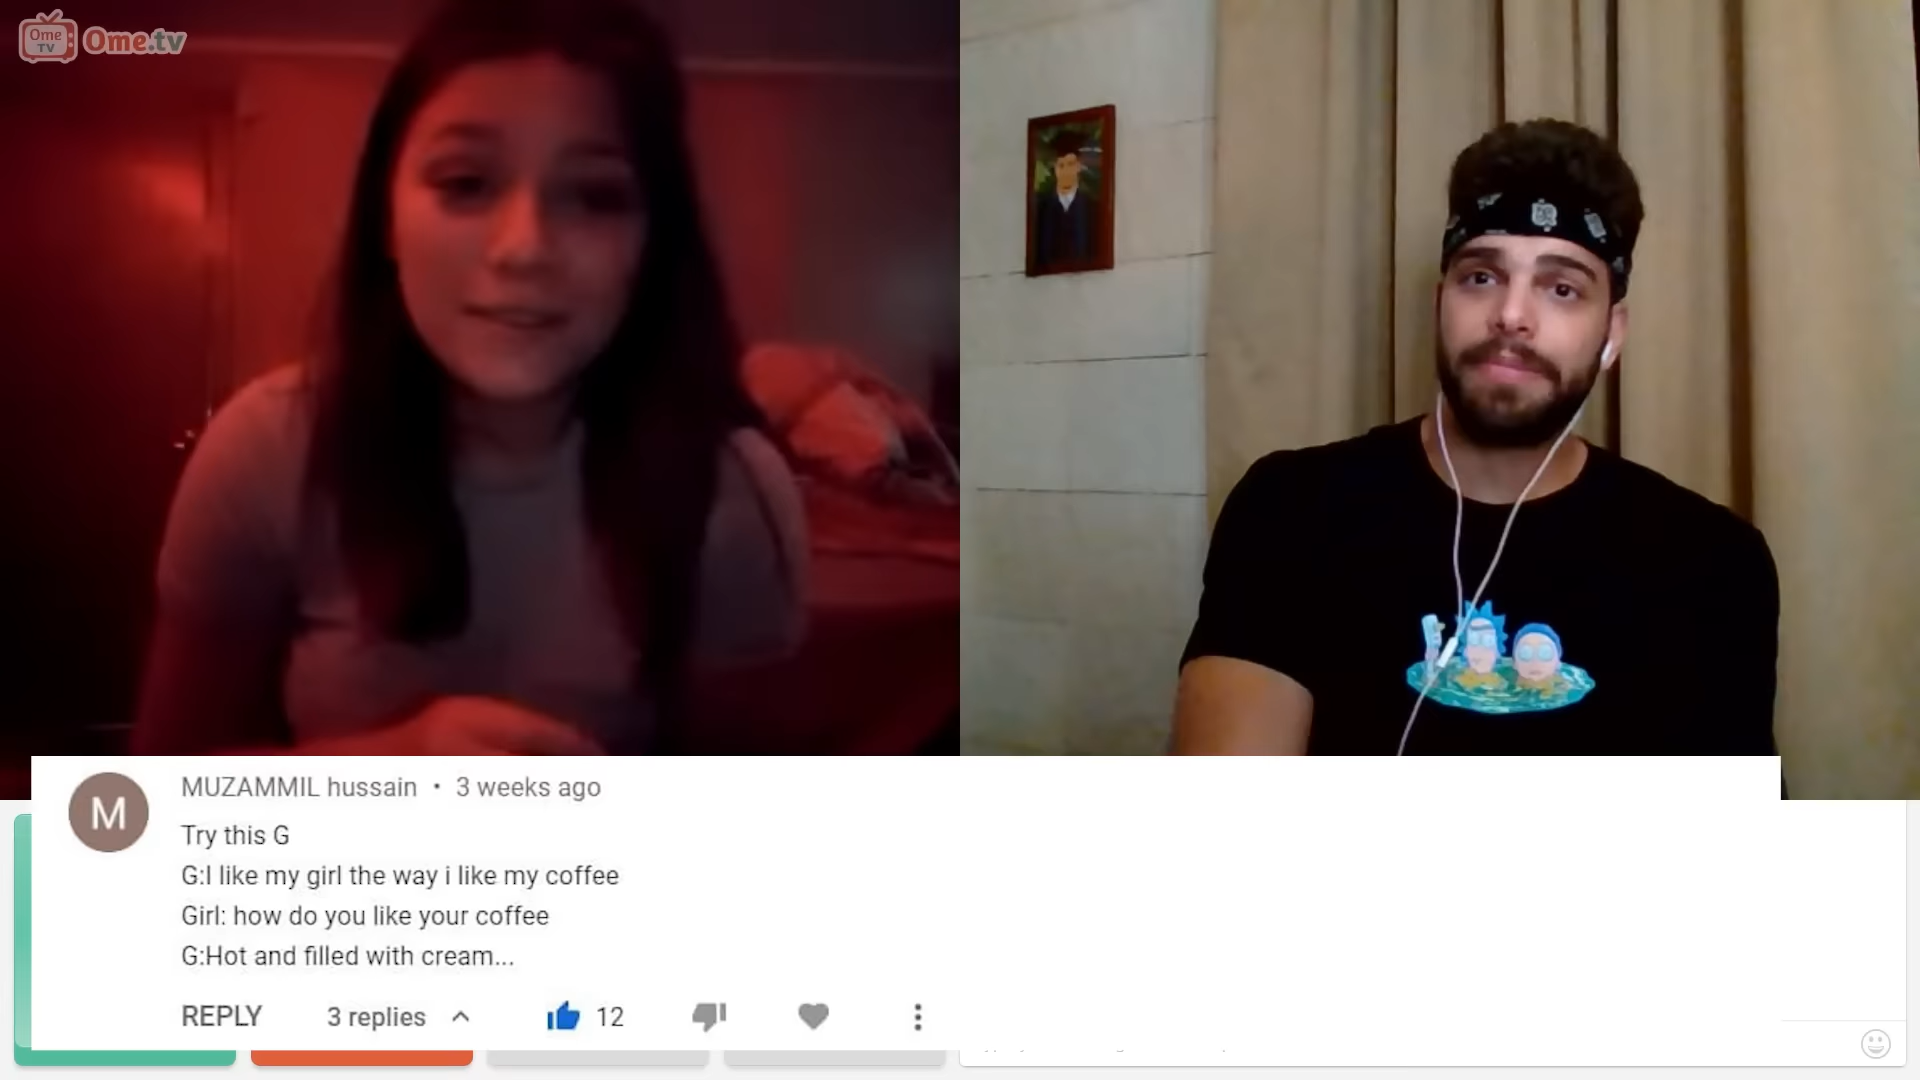 Ome
TV
Ome.tv
M
MUZAMMIL hussain • 3 weeks ago
Try this G
G:I like my girl the way i like my coffee
Girl: how do you like your coffee
G:Hot and filled with cream...
REPLY 3 replies 12